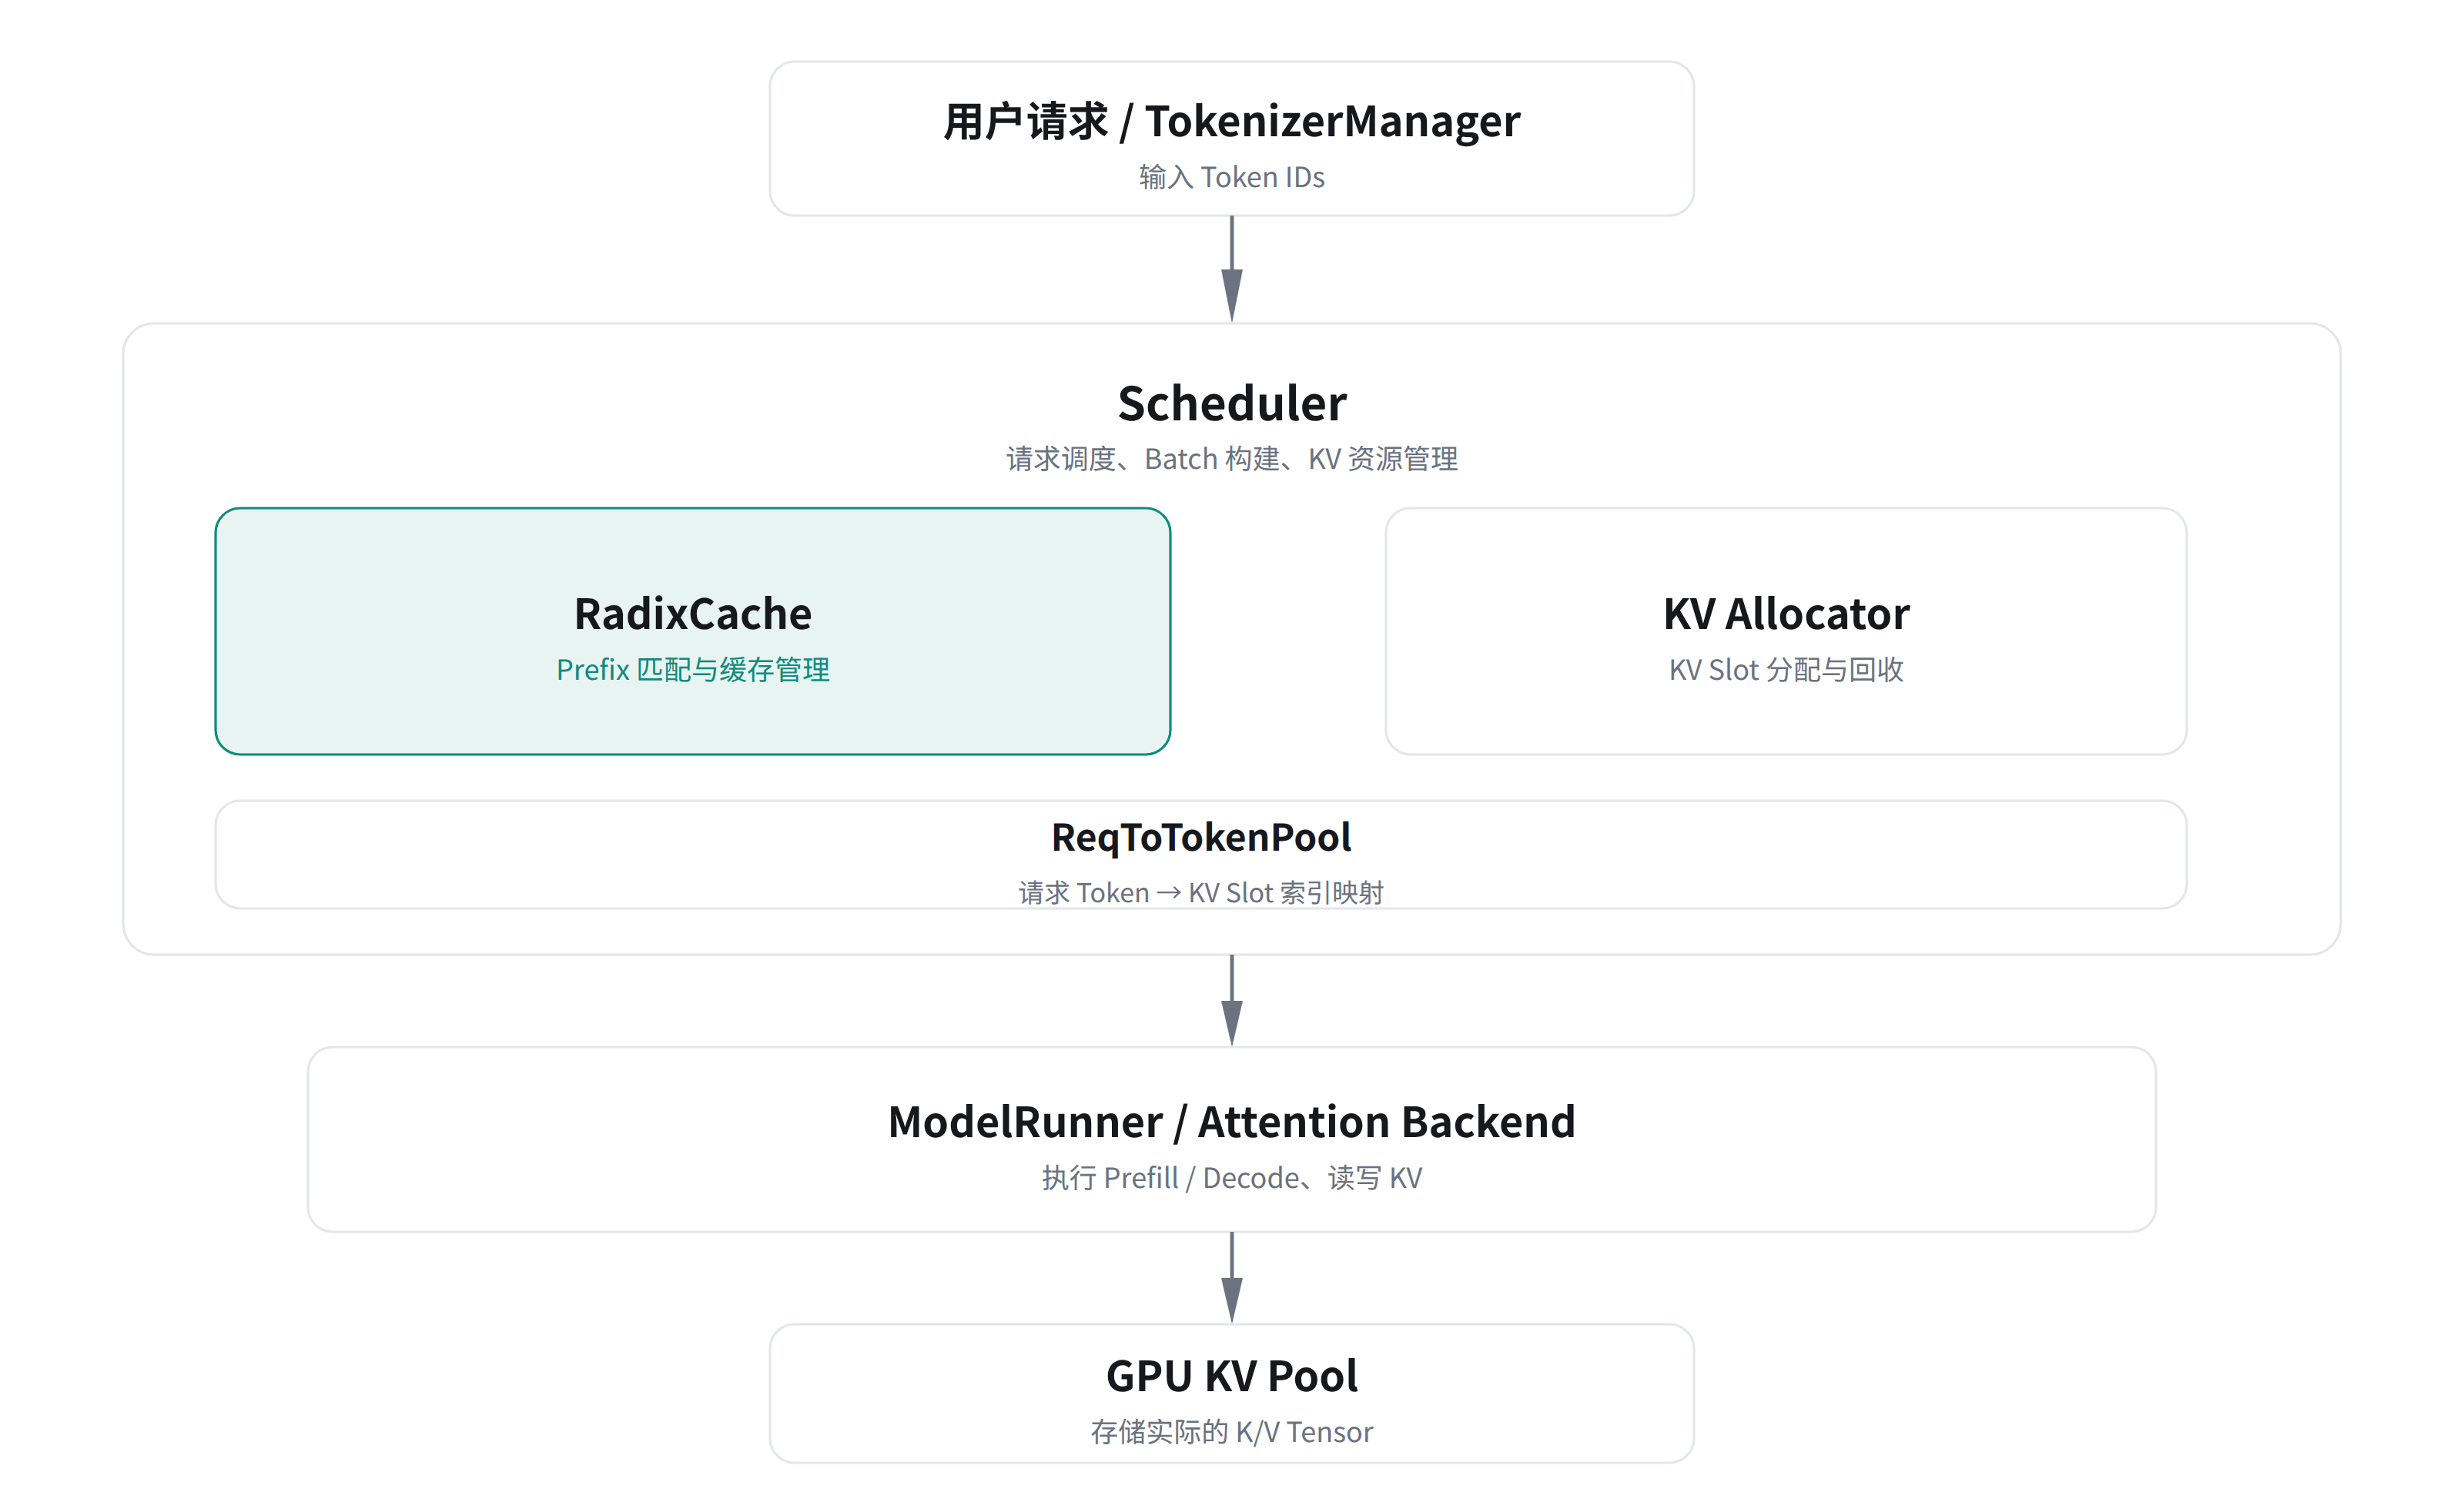 用户请求 / TokenizerManager
输入 Token IDs
Scheduler
请求调度、Batch 构建、KV 资源管理
RadixCache
Prefix 匹配与缓存管理
KV Allocator
KV Slot 分配与回收
ReqToTokenPool
请求 Token → KV Slot 索引映射
ModelRunner / Attention Backend
执行 Prefill / Decode、读写 KV
GPU KV Pool
存储实际的 K/V Tensor